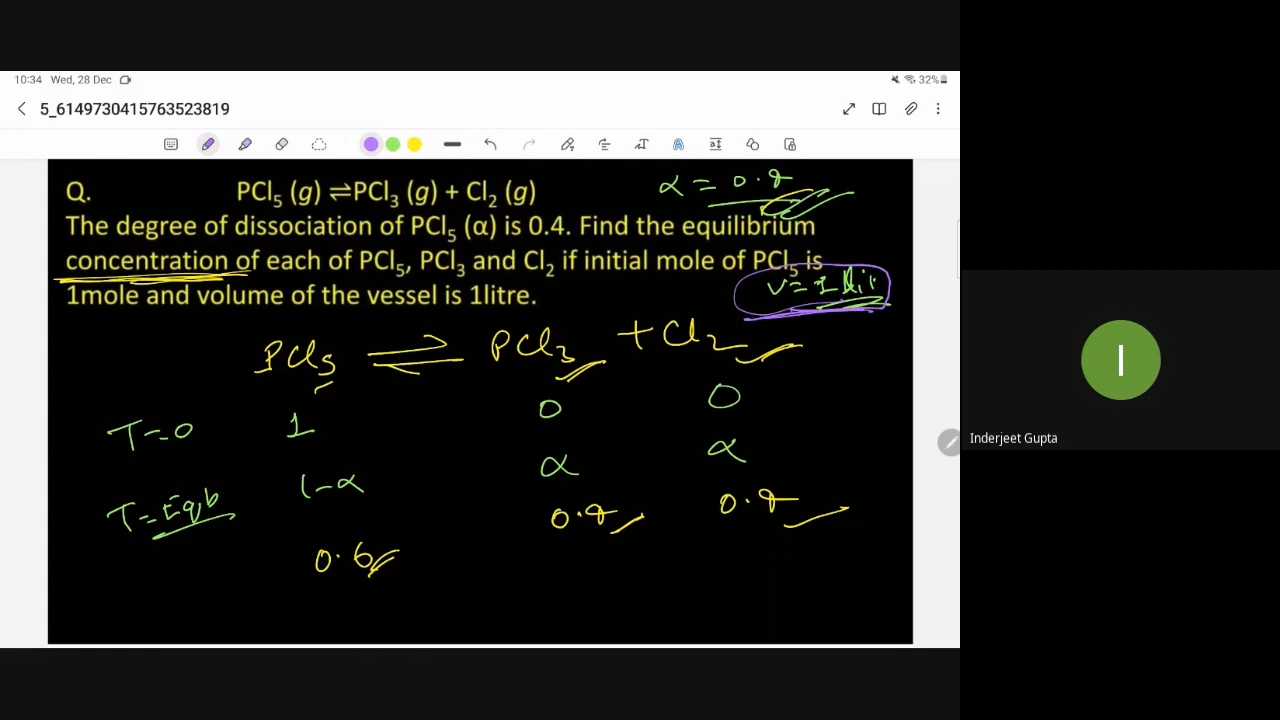 10:34 Wed, 28 Dec 32%
5_6149730415763523819
Q. PCl₅ (g) ⇌PCl₃ (g) + Cl₂ (g)
α = 0.4
The degree of dissociation of PCl₅ (α) is 0.4. Find the equilibrium
concentration of each of PCl₅, PCl₃ and Cl₂ if initial mole of PCl₅ is
1mole and volume of the vessel is 1litre.
V = 1 lit
PCl₅ ⇌ PCl₃ + Cl₂
T=0 1 0 0
T=Eqb 1-α α α
0.6 0.4 0.4
I
Inderjeet Gupta